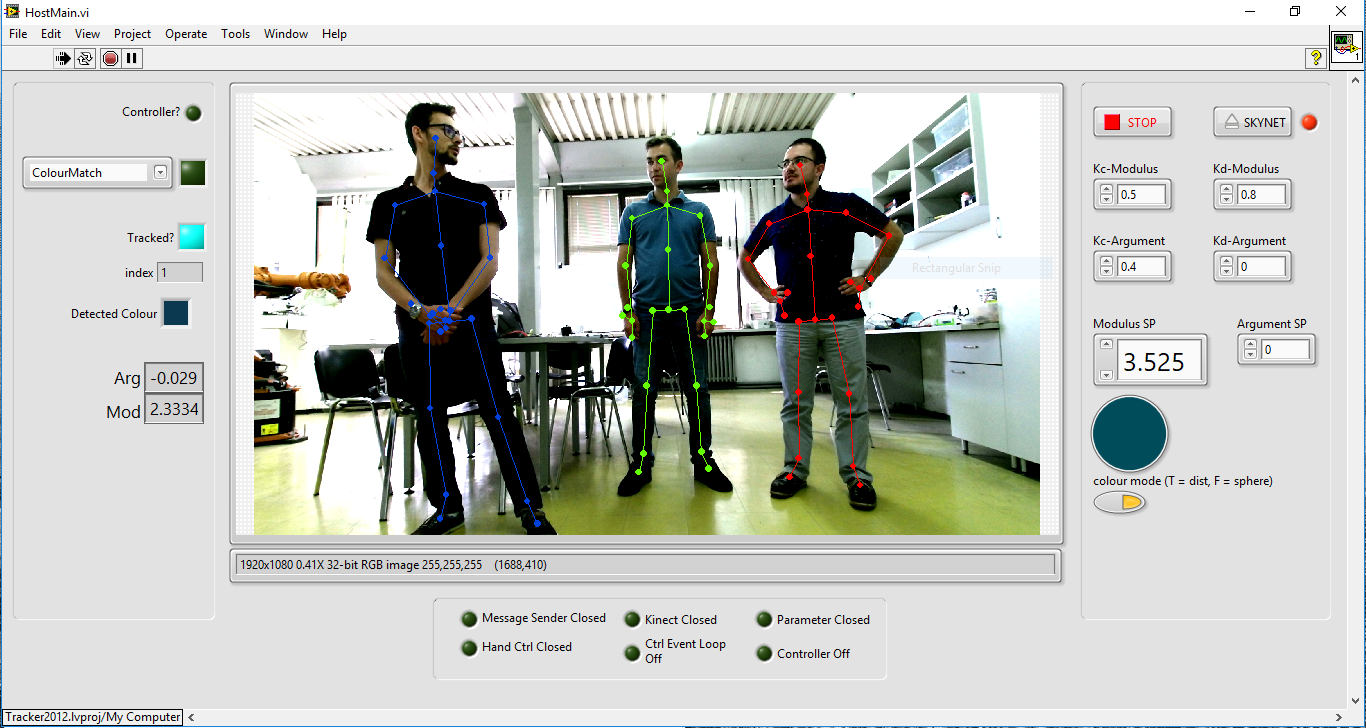 HostMain.vi
File Edit View Project Operate Tools Window Help
?
1
Controller?
ColourMatch
Tracked?
index 1
Detected Colour
Arg -0.029
Mod 2.3334
Rectangular Snip
1920x1080 0.41X 32-bit RGB image 255,255,255 (1688,410)
STOP
SKYNET
Kc-Modulus
Kd-Modulus
0.5
0.8
Kc-Argument
Kd-Argument
0.4
0
Modulus SP
Argument SP
3.525
0
colour mode (T = dist, F = sphere)
Message Sender Closed
Kinect Closed
Parameter Closed
Hand Ctrl Closed
Ctrl Event Loop
Off
Controller Off
Tracker2012.lvproj/My Computer